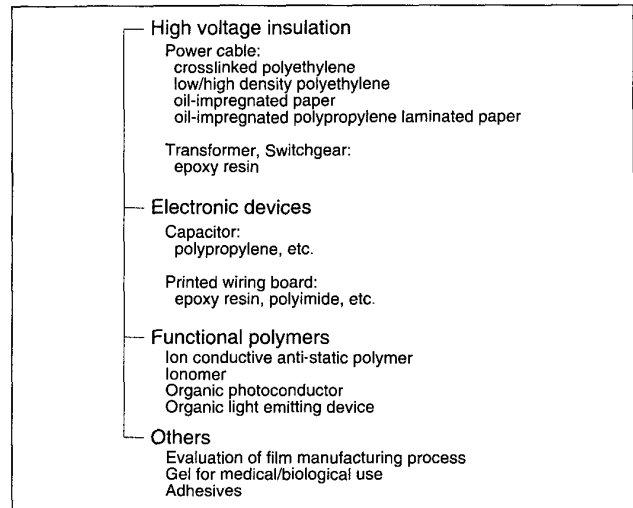 High voltage insulation
Power cable:
crosslinked polyethylene
low/high density polyethylene
oil-impregnated paper
oil-impregnated polypropylene laminated paper
Transformer, Switchgear:
epoxy resin
Electronic devices
Capacitor:
polypropylene, etc.
Printed wiring board:
epoxy resin, polyimide, etc.
Functional polymers
Ion conductive anti-static polymer
Ionomer
Organic photoconductor
Organic light emitting device
Others
Evaluation of film manufacturing process
Gel for medical/biological use
Adhesives